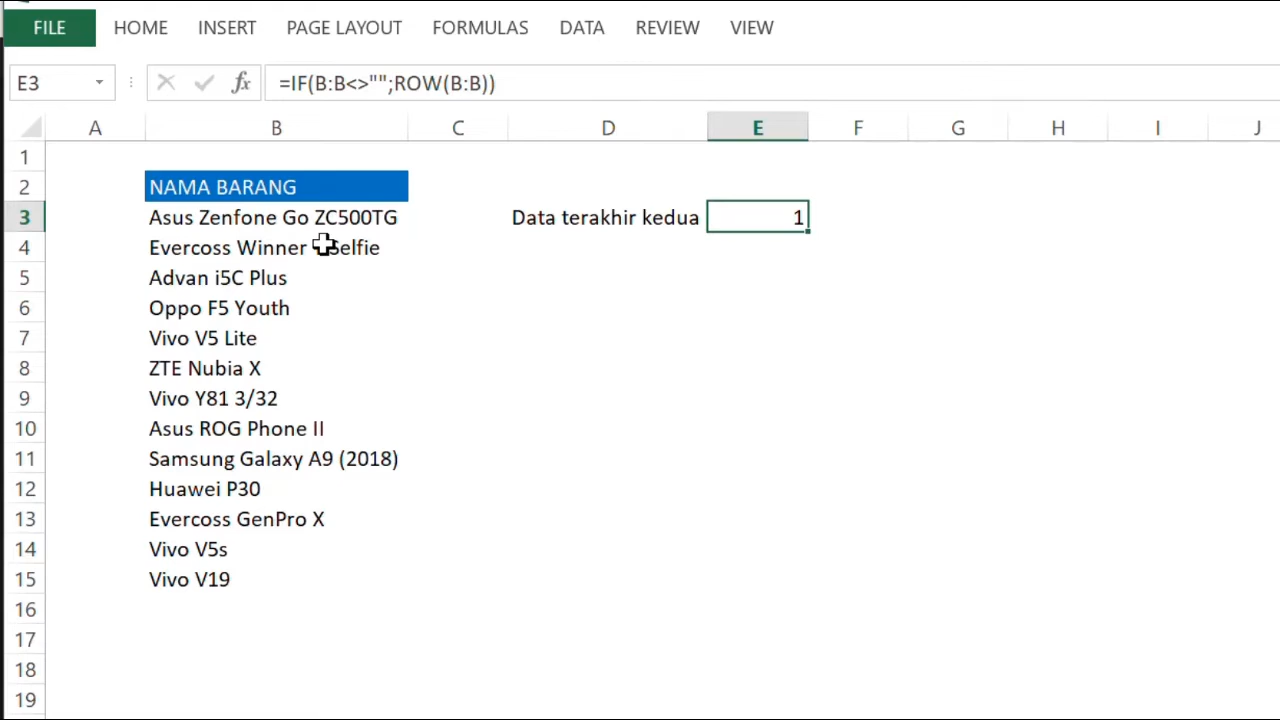 FILE HOME INSERT PAGE LAYOUT FORMULAS DATA REVIEW VIEW
E3 fx =IF(B:B<>"";ROW(B:B))
A B C D E F G H I J
1
2 NAMA BARANG
3 Asus Zenfone Go ZC500TG Data terakhir kedua 1
4 Evercoss Winner Selfie
5 Advan i5C Plus
6 Oppo F5 Youth
7 Vivo V5 Lite
8 ZTE Nubia X
9 Vivo Y81 3/32
10 Asus ROG Phone II
11 Samsung Galaxy A9 (2018)
12 Huawei P30
13 Evercoss GenPro X
14 Vivo V5s
15 Vivo V19
16
17
18
19